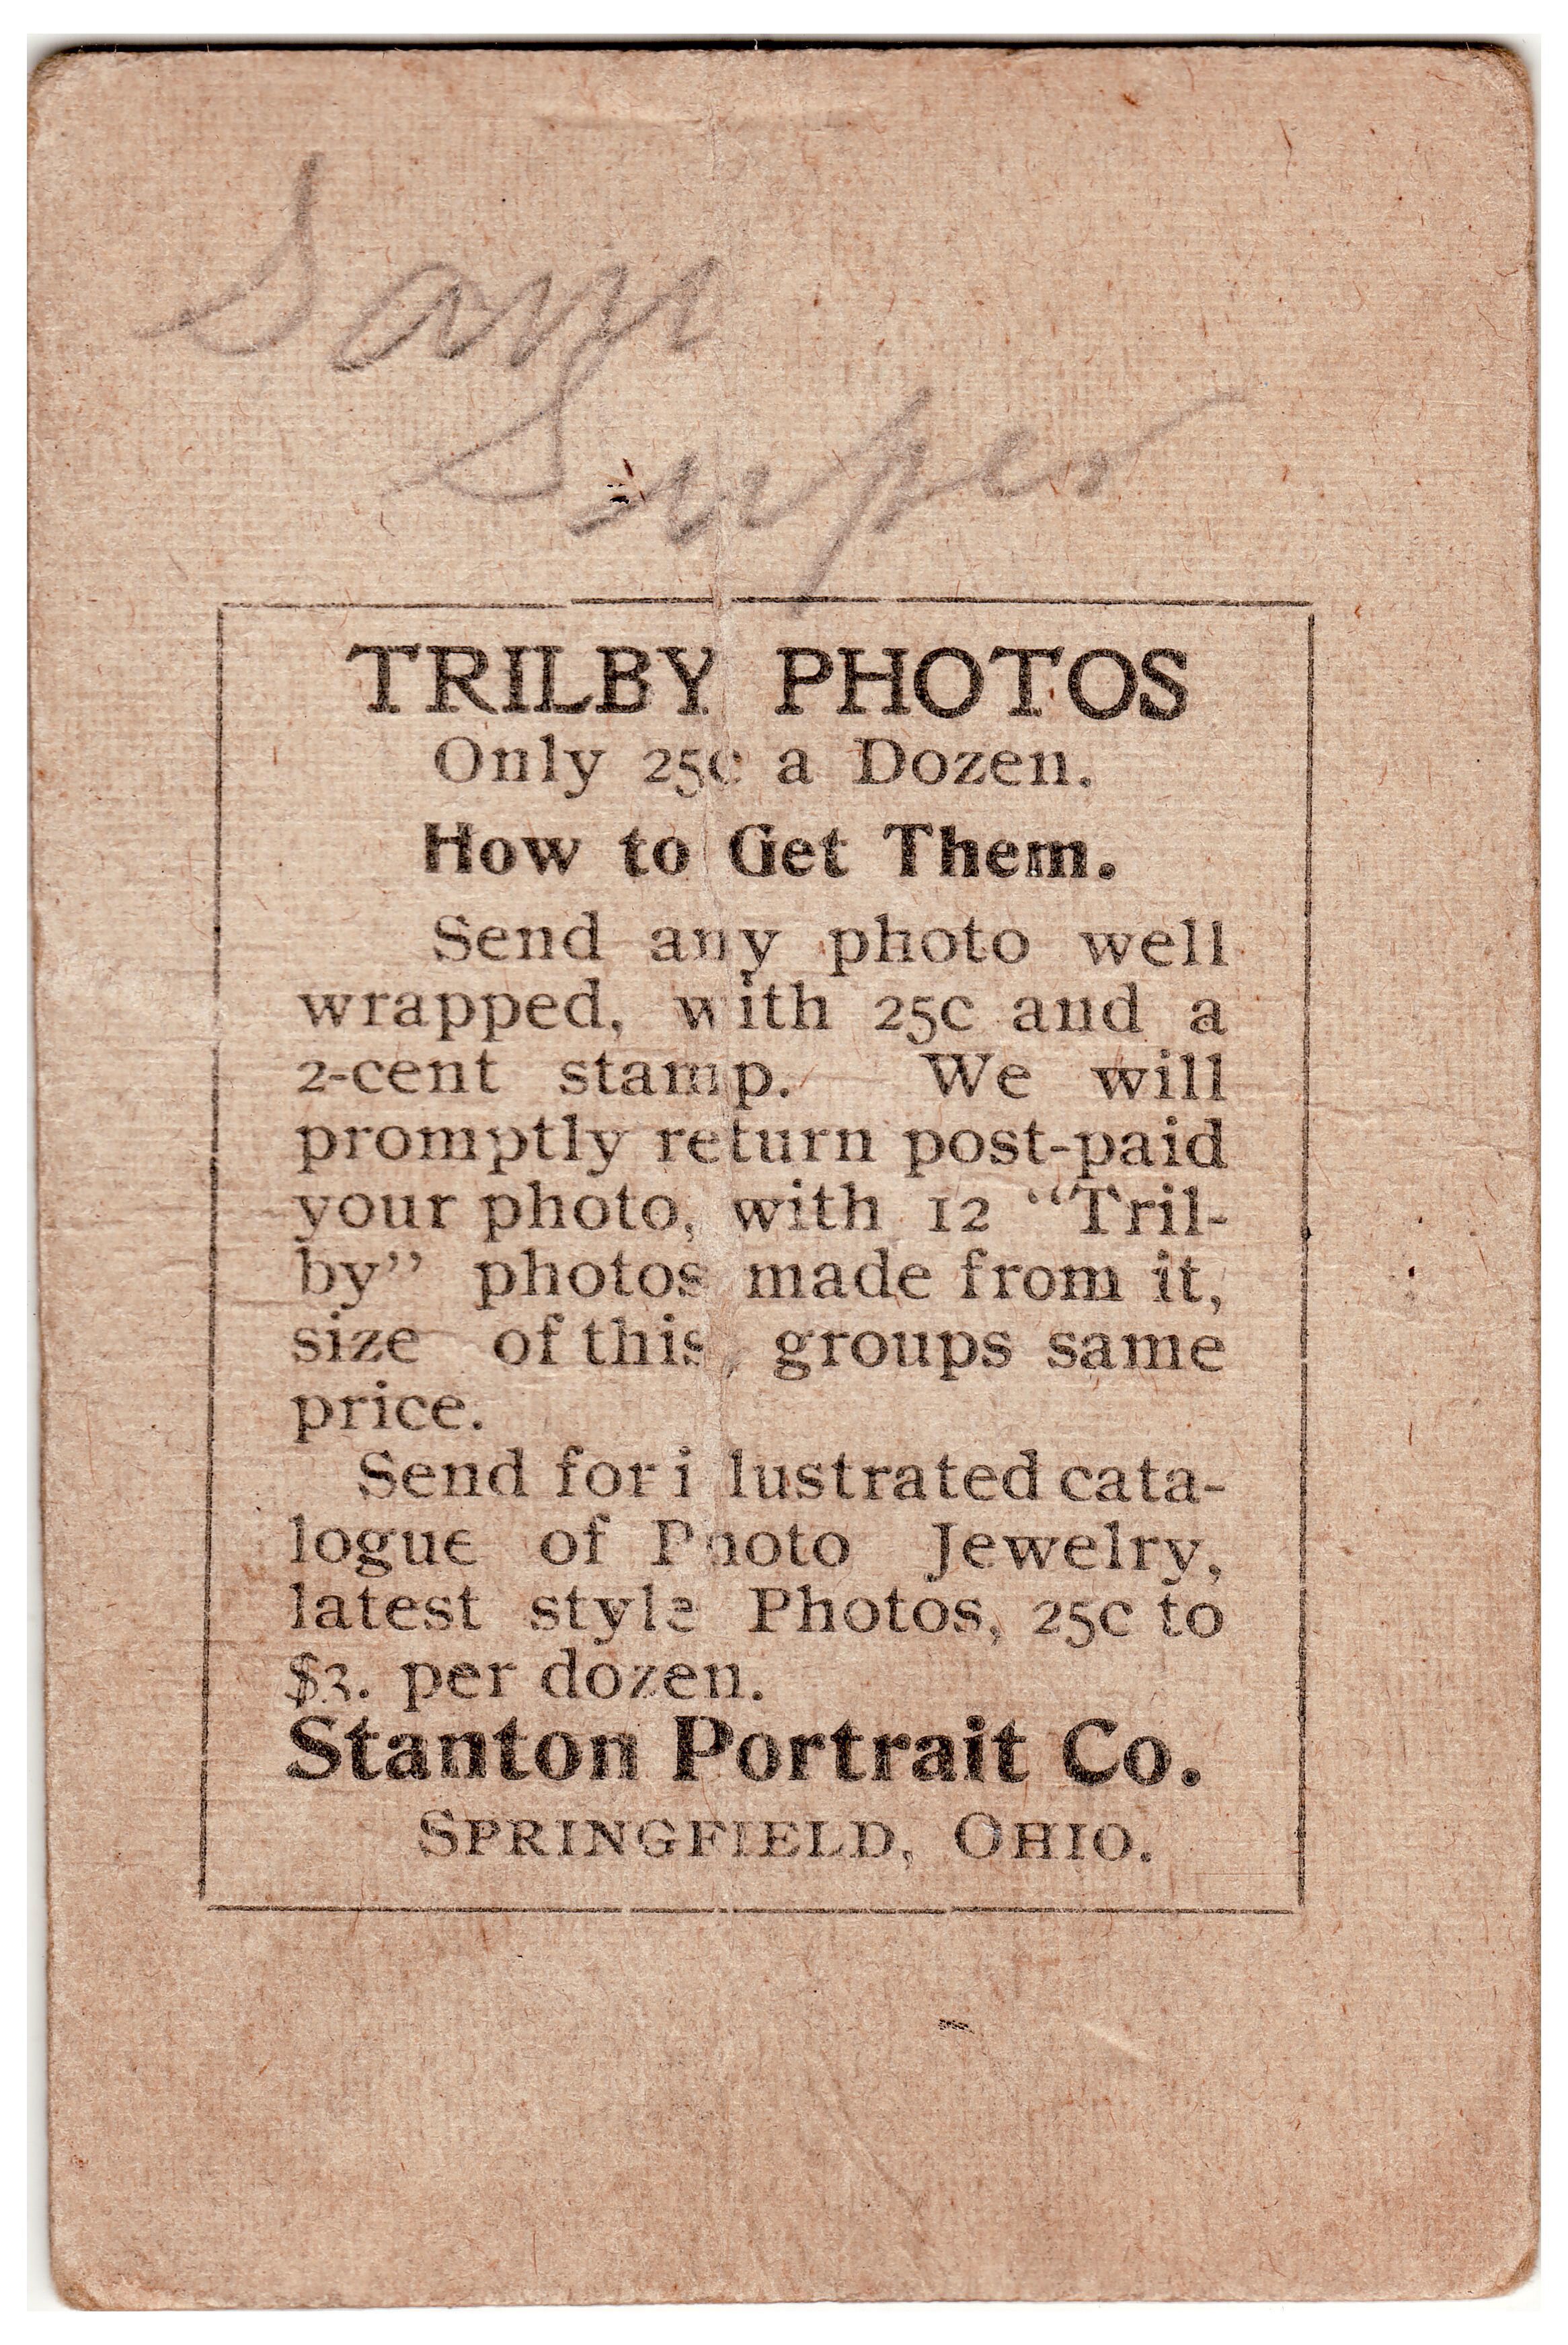 Sam
TRILBY PHOTOS
Only 25c a Dozen.
How to Get Them.
Send any photo well
wrapped, with 25c and a
2-cent stamp. We will
promptly return post-paid
your photo, with 12 "Tril-
by" photos made from it,
size of this, groups same
price.
Send for illustrated cata-
logue of Photo Jewelry,
latest style Photos, 25c to
$3. per dozen.
Stanton Portrait Co.
SPRINGFIELD, OHIO.